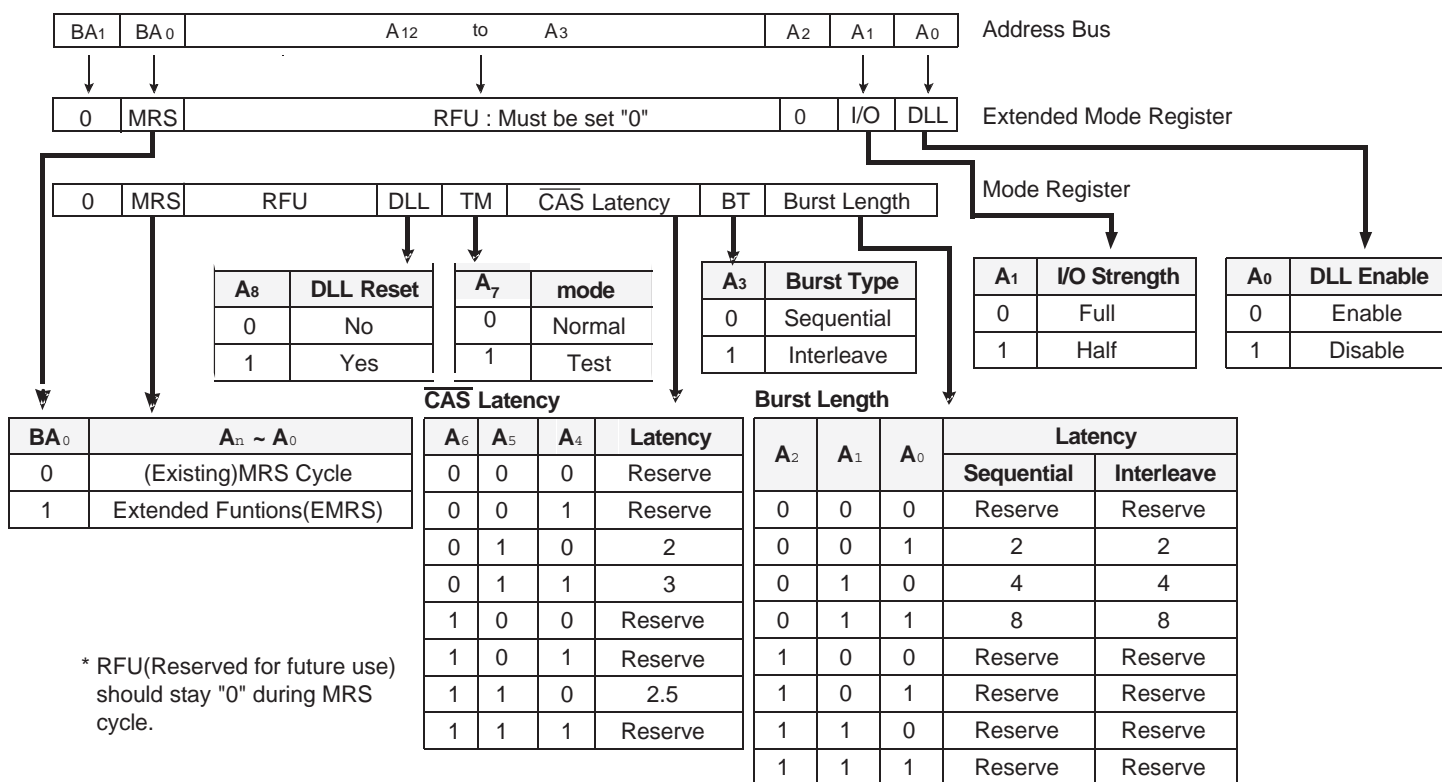 BA1 BA0 A12 to A3 A2 A1 A0 Address Bus
0 MRS RFU : Must be set "0" 0 I/O DLL Extended Mode Register
Mode Register
0 MRS RFU DLL TM CAS Latency BT Burst Length
A8 DLL Reset
0 No
1 Yes
A7 mode
0 Normal
1 Test
A3 Burst Type
0 Sequential
1 Interleave
A1 I/O Strength
0 Full
1 Half
A0 DLL Enable
0 Enable
1 Disable
BA0 An ~ A0
0 (Existing)MRS Cycle
1 Extended Funtions(EMRS)
* RFU(Reserved for future use)
should stay "0" during MRS
cycle.
CAS Latency
A6 A5 A4 Latency
0 0 0 Reserve
0 0 1 Reserve
0 1 0 2
0 1 1 3
1 0 0 Reserve
1 0 1 Reserve
1 1 0 2.5
1 1 1 Reserve
Burst Length
A2 A1 A0 Latency
Sequential Interleave
0 0 0 Reserve Reserve
0 0 1 2 2
0 1 0 4 4
0 1 1 8 8
1 0 0 Reserve Reserve
1 0 1 Reserve Reserve
1 1 0 Reserve Reserve
1 1 1 Reserve Reserve